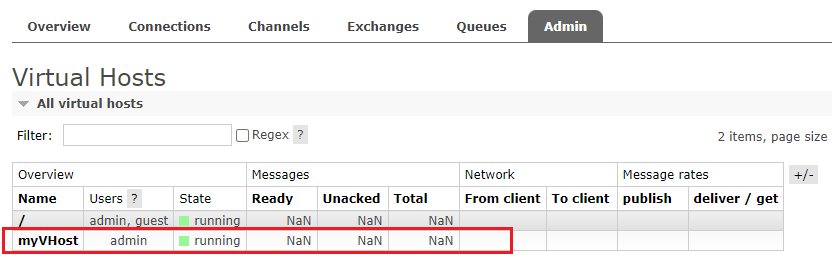 Overview Connections Channels Exchanges Queues Admin
Virtual Hosts
All virtual hosts
Filter: Regex ? 2 items, page size
Overview Messages Network Message rates +/-
Name Users ? State Ready Unacked Total From client To client publish deliver / get
/ admin, guest running NaN NaN NaN
myVHost admin running NaN NaN NaN